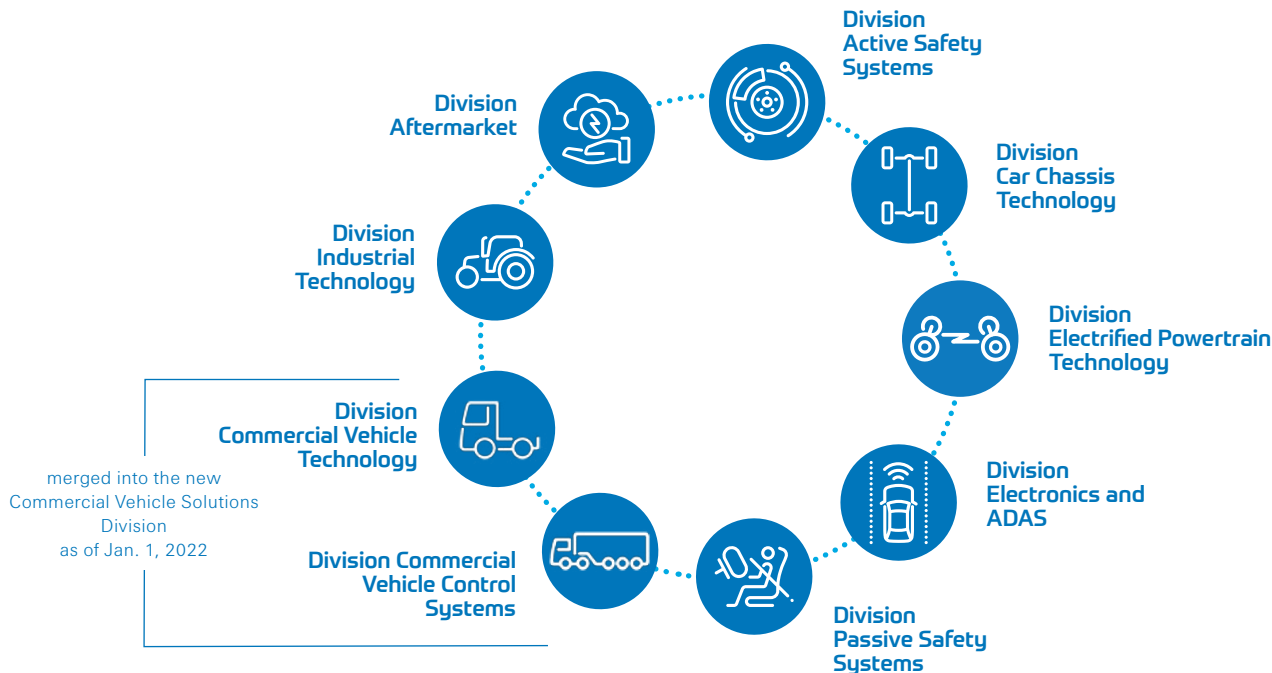 Division
Active Safety
Systems
Division
Car Chassis
Technology
Division
Electrified Powertrain
Technology
Division
Electronics and
ADAS
Division
Passive Safety
Systems
Division Commercial
Vehicle Control
Systems
Division
Commercial Vehicle
Technology
merged into the new
Commercial Vehicle Solutions
Division
as of Jan. 1, 2022
Division
Industrial
Technology
Division
Aftermarket